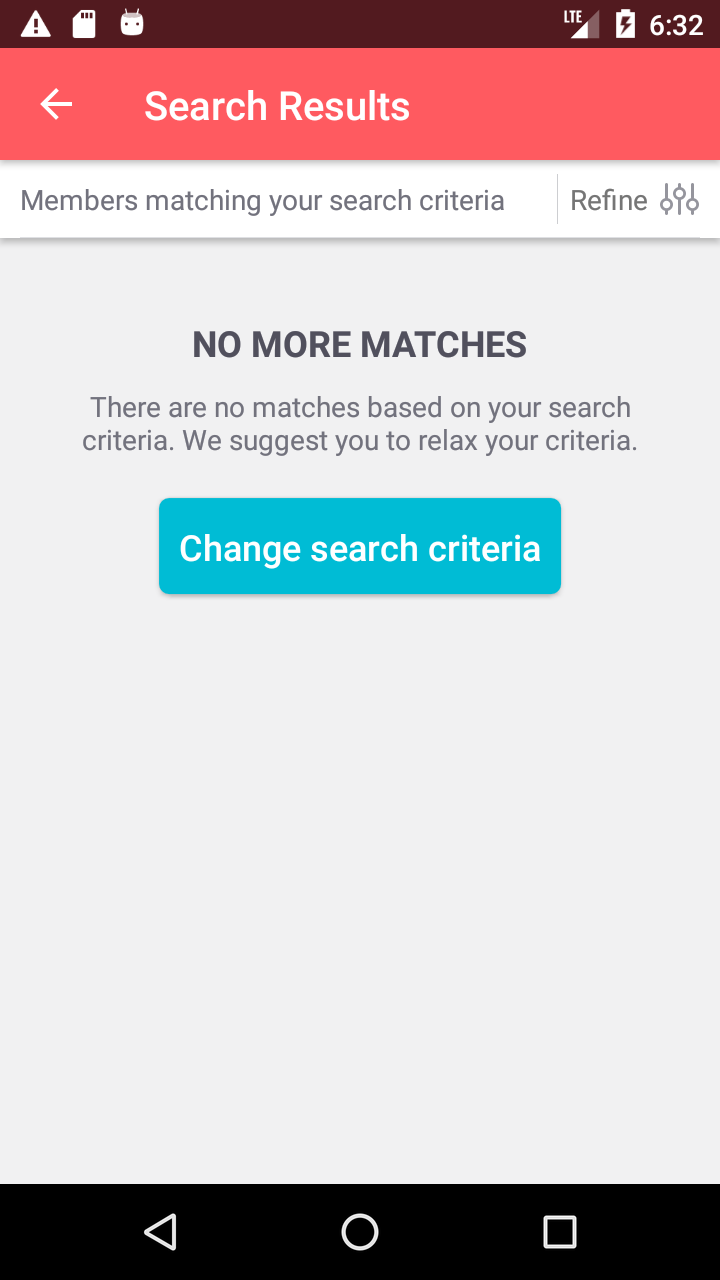 LTE 6:32
Search Results
Members matching your search criteria Refine
NO MORE MATCHES
There are no matches based on your search
criteria. We suggest you to relax your criteria.
Change search criteria